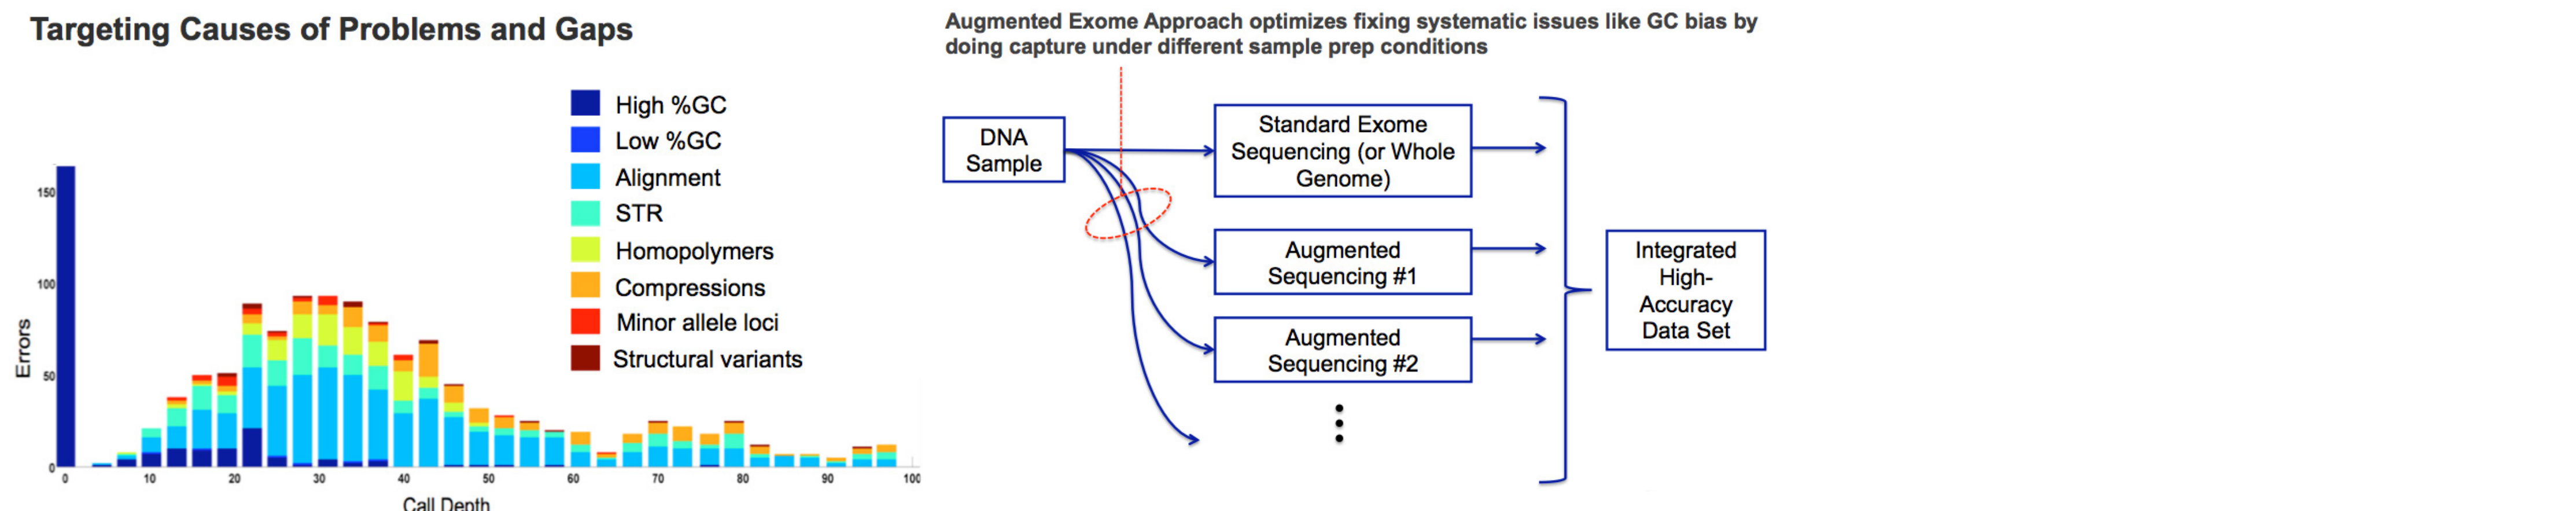 Targeting Causes of Problems and Gaps
High %GC
Low %GC
Alignment
STR
Homopolymers
Compressions
Minor allele loci
Structural variants
Errors
150
100
50
0
0 10 20 30 40 50 60 70 80 90 100
Call Depth
Augmented Exome Approach optimizes fixing systematic issues like GC bias by
doing capture under different sample prep conditions
DNA
Sample
Standard Exome
Sequencing (or Whole
Genome)
Augmented
Sequencing #1
Augmented
Sequencing #2
Integrated
High-
Accuracy
Data Set